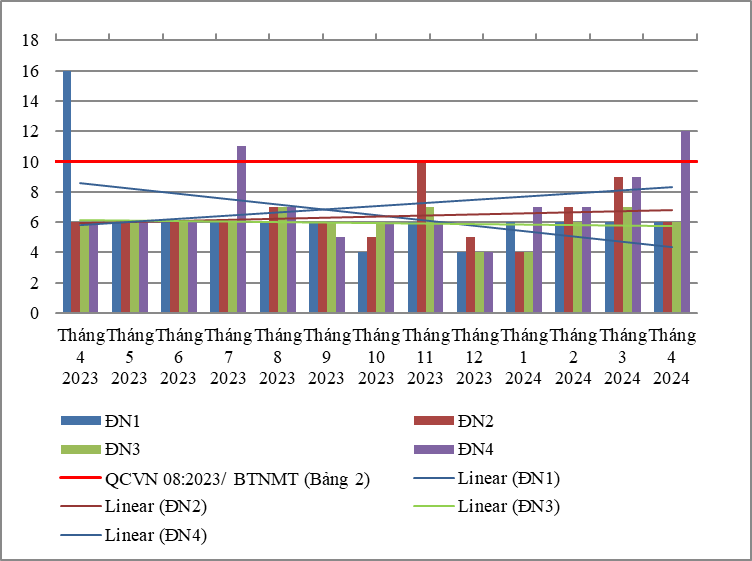 18
16
14
12
10
8
6
4
2
0
Tháng Tháng Tháng Tháng Tháng Tháng Tháng Tháng Tháng Tháng Tháng Tháng Tháng
4 5 6 7 8 9 10 11 12 1 2 3 4
2023 2023 2023 2023 2023 2023 2023 2023 2023 2024 2024 2024 2024
ĐN1 ĐN2
ĐN3 ĐN4
QCVN 08:2023/ BTNMT (Bảng 2) Linear (ĐN1)
Linear (ĐN2) Linear (ĐN3)
Linear (ĐN4)